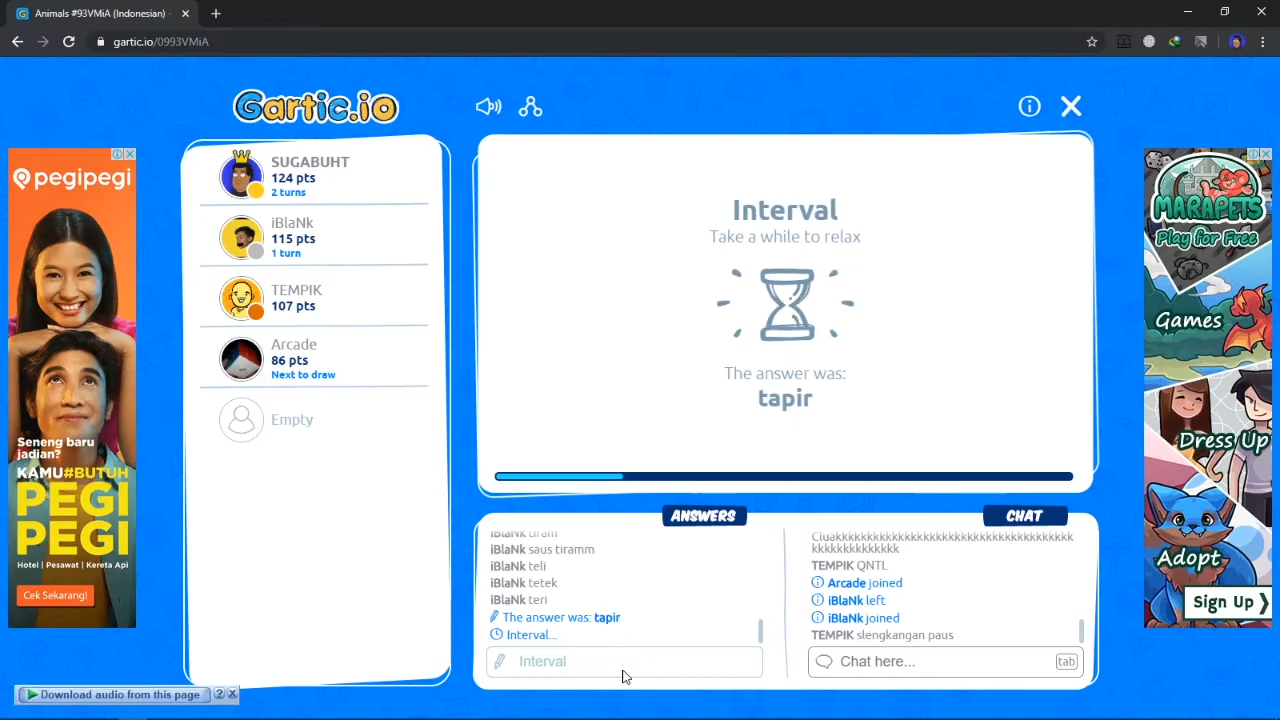 Animals #93VMiA (Indonesian) -
gartic.io/0993VMiA
Gartic.io
SUGABUHT
124 pts
2 turns
iBlaNk
115 pts
1 turn
TEMPIK
107 pts
Arcade
86 pts
Next to draw
Empty
Interval
Take a while to relax
The answer was:
tapir
ANSWERS
iBlaNk tiram
iBlaNk saus tiramm
iBlaNk teli
iBlaNk tetek
iBlaNk teri
The answer was: tapir
Interval...
Interval
CHAT
TEMPIK QNTL
Arcade joined
iBlaNk left
iBlaNk joined
TEMPIK slengkangan paus
Chat here...
tab
pegipegi
Seneng baru
jadian?
KAMU#BUTUH
PEGI
PEGI
Hotel | Pesawat | Kereta Api
Cek Sekarang!
Download audio from this page
?
MARAPETS
Play for Free
Games
Dress Up
Adopt
Sign Up